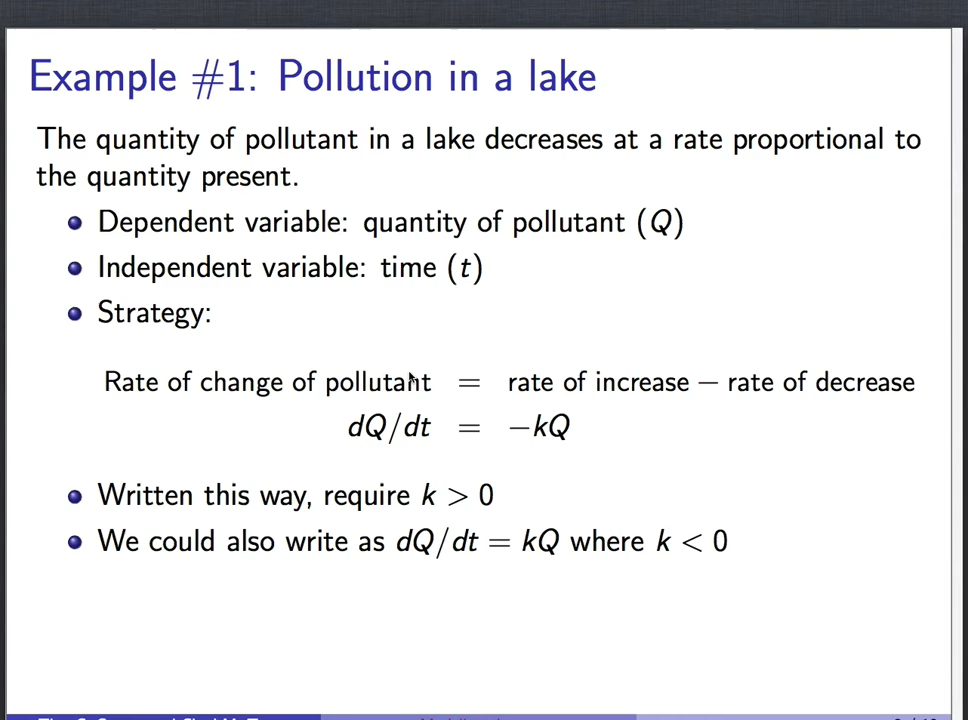 Example #1: Pollution in a lake
The quantity of pollutant in a lake decreases at a rate proportional to
the quantity present.
Dependent variable: quantity of pollutant (Q)
Independent variable: time (t)
Strategy:
Rate of change of pollutant = rate of increase − rate of decrease
dQ/dt = −kQ
Written this way, require k > 0
We could also write as dQ/dt = kQ where k < 0